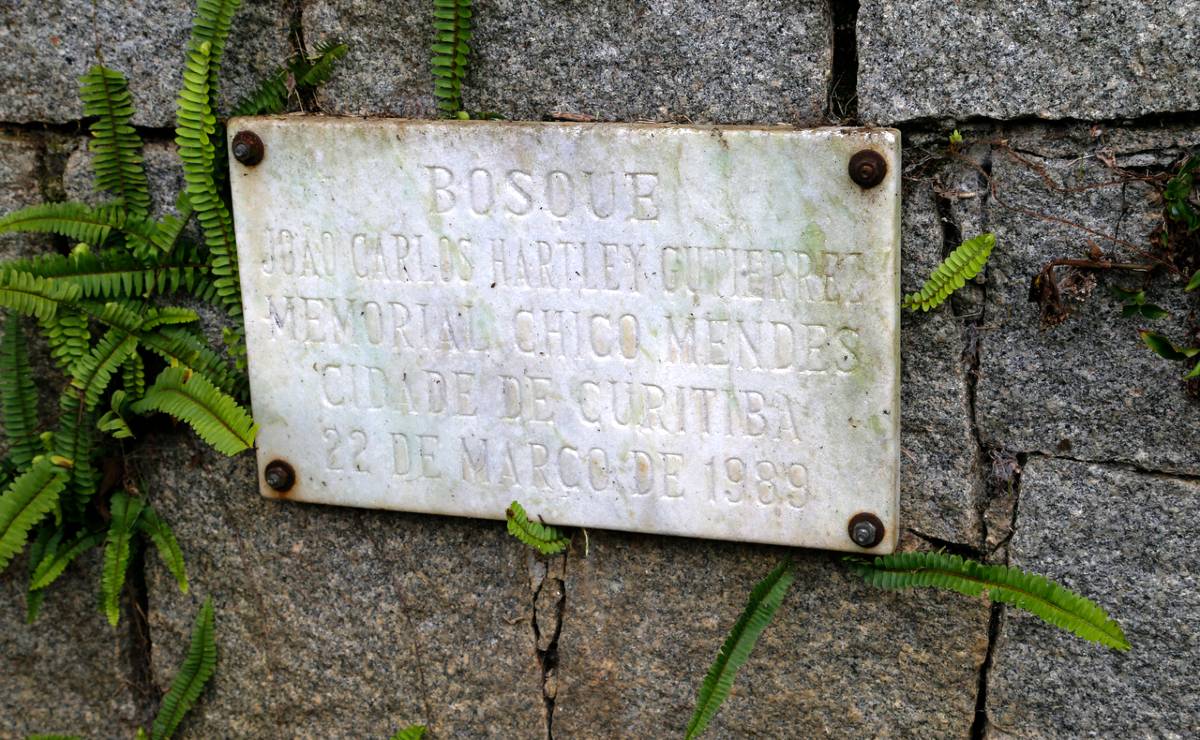 BOSQUE
JOÃO CARLOS HARTLEY GUTIERREZ
MEMORIAL CHICO MENDES
CIDADE DE CURITIBA
22 DE MARÇO DE 1989